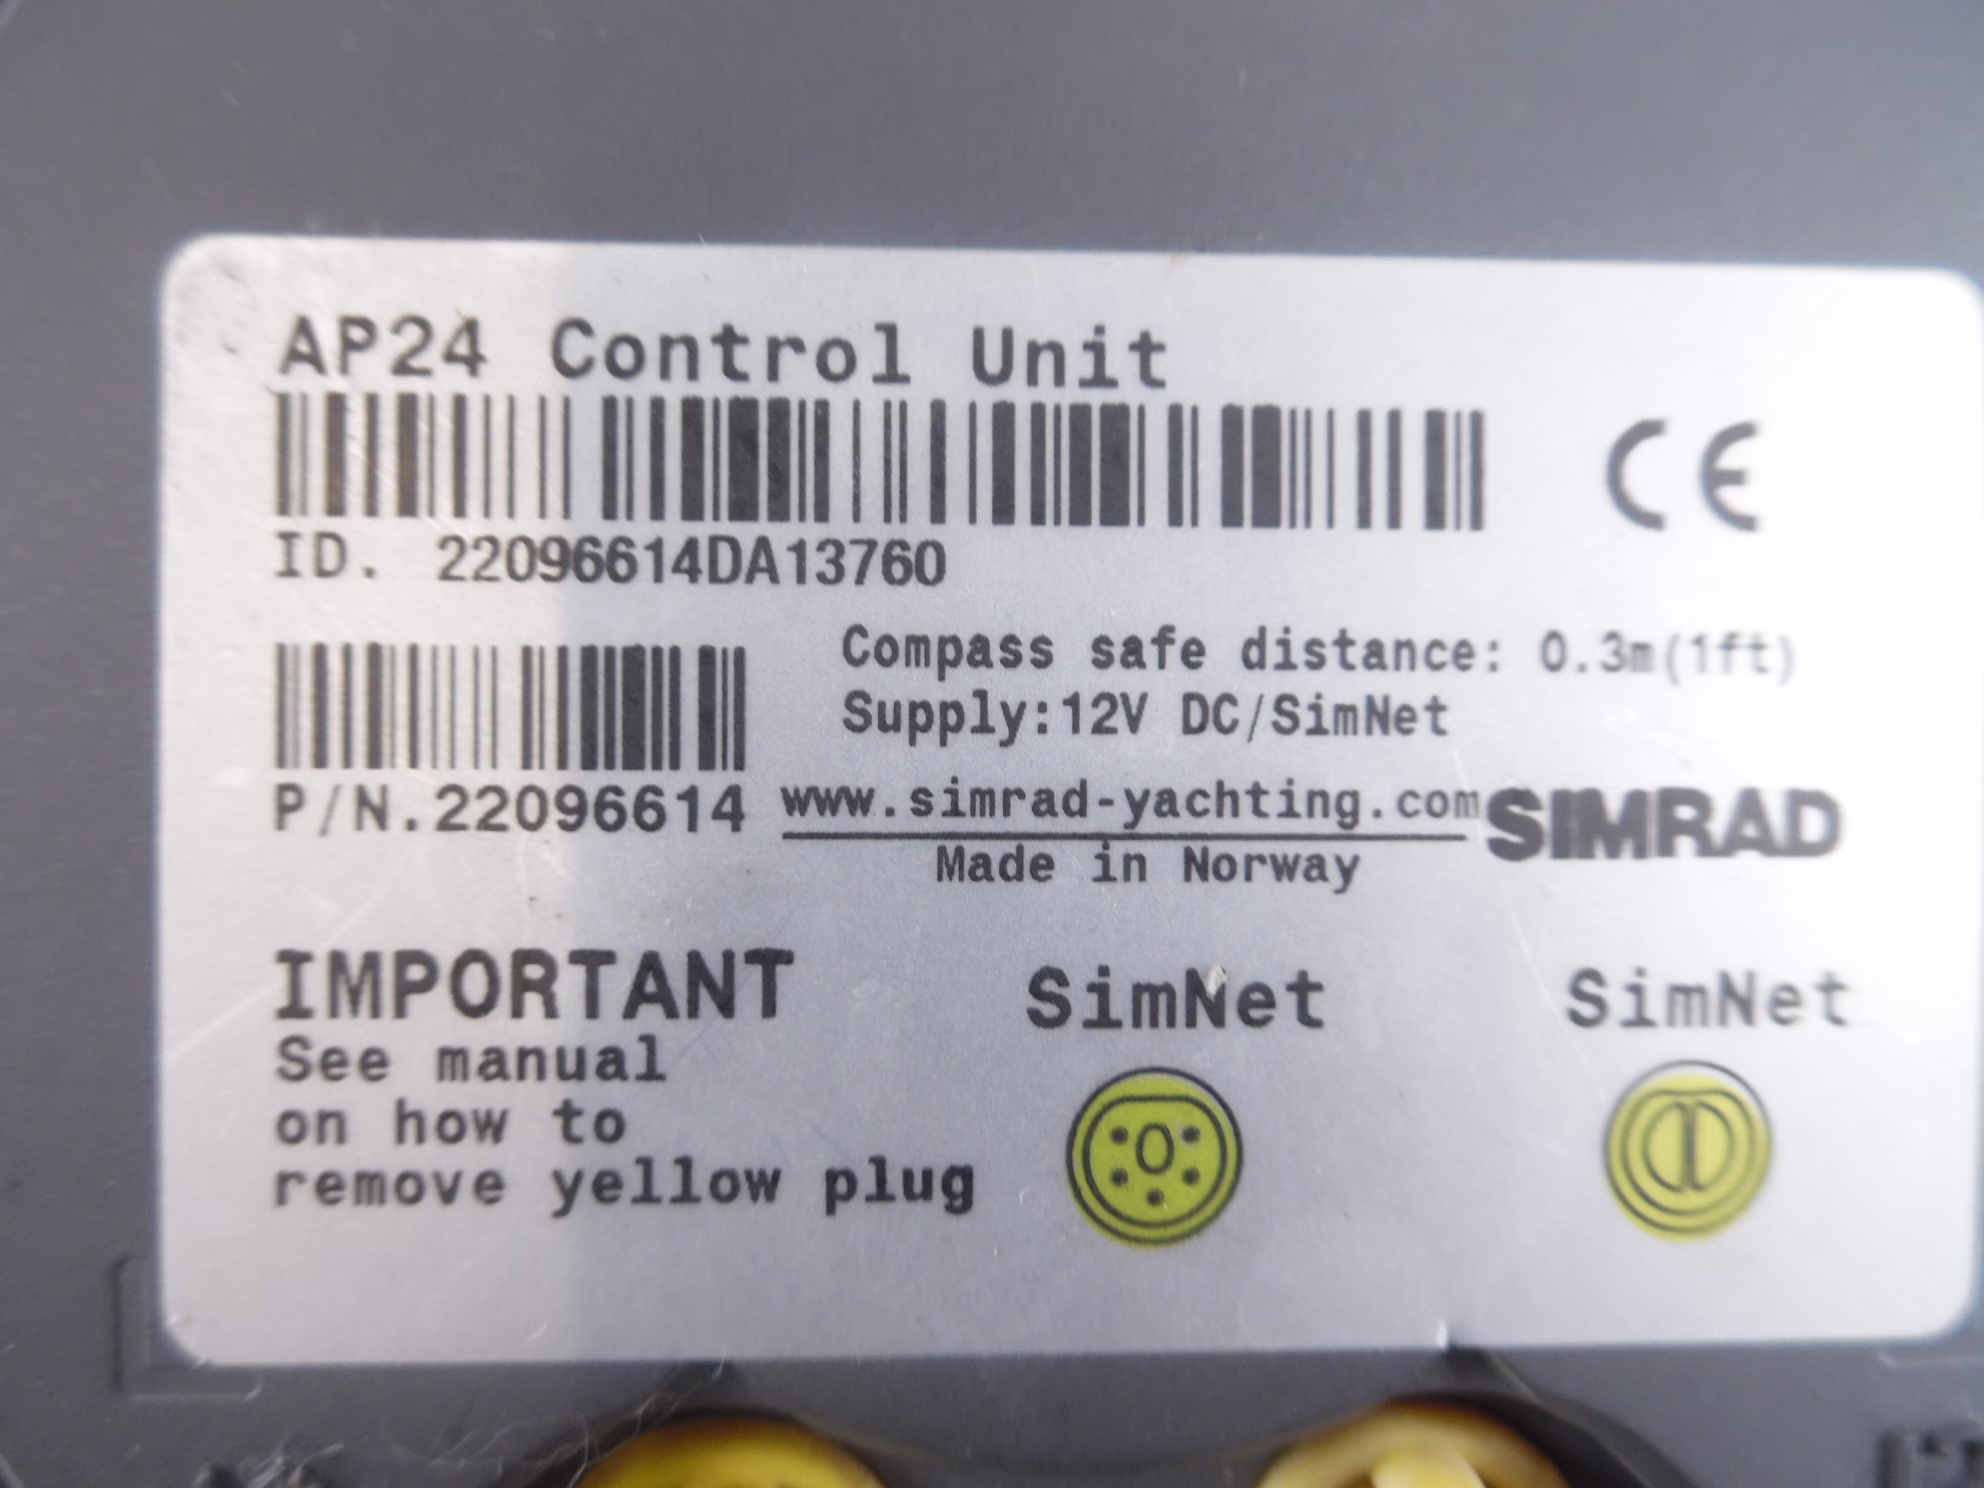 AP24 Control Unit
CE
ID. 22096614DA13760
Compass safe distance: 0.3m(1ft)
Supply:12V DC/SimNet
P/N.22096614
www.simrad-yachting.com
SIMRAD
Made in Norway
IMPORTANT
See manual
on how to
remove yellow plug
SimNet
SimNet